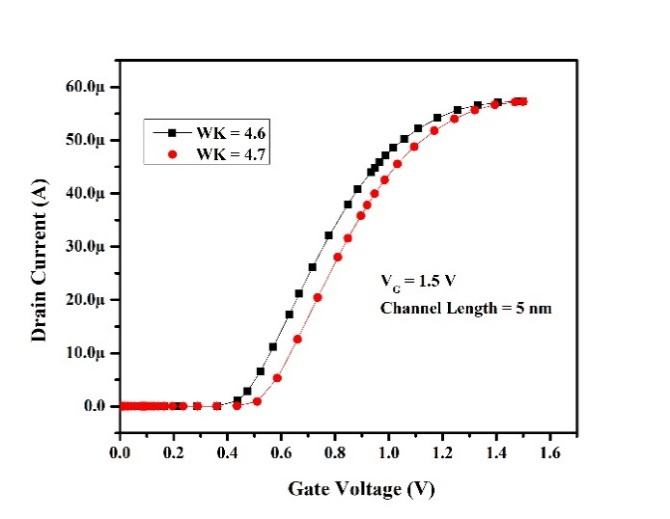 60.0μ
50.0μ
40.0μ
30.0μ
20.0μ
10.0μ
0.0
Drain Current (A)
WK = 4.6
WK = 4.7
V_G = 1.5 V
Channel Length = 5 nm
0.0 0.2 0.4 0.6 0.8 1.0 1.2 1.4 1.6
Gate Voltage (V)